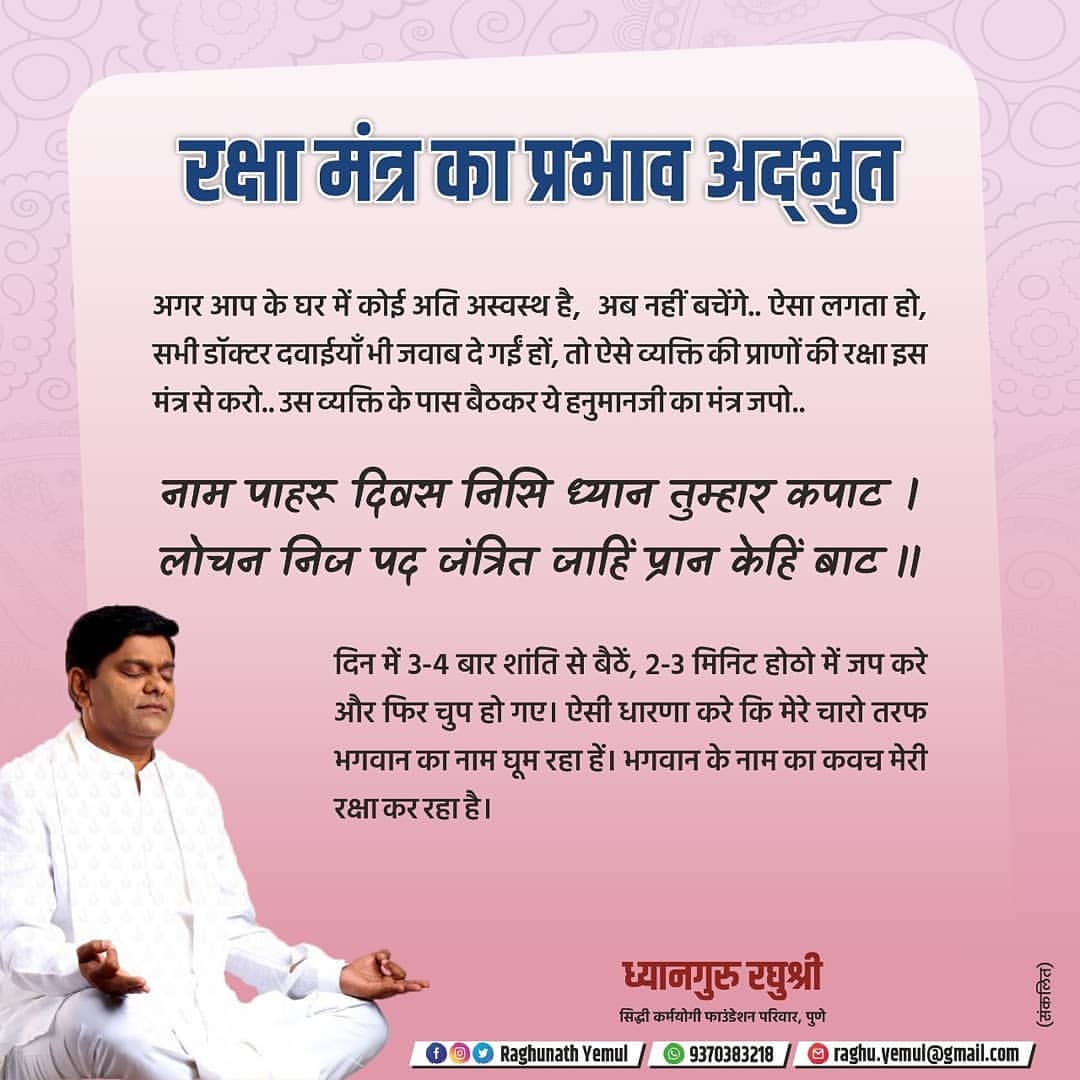 रक्षा मंत्र का प्रभाव अद्‌भुत
अगर आप के घर में कोई अति अस्वस्थ है, अब नहीं बचेंगे.. ऐसा लगता हो,
सभी डॉक्टर दवाईयाँ भी जवाब दे गईं हों, तो ऐसे व्यक्ति की प्राणों की रक्षा इस
मंत्र से करो.. उस व्यक्ति के पास बैठकर ये हनुमानजी का मंत्र जपो..
नाम पाहरू दिवस निसि ध्यान तुम्हार कपाट ।
लोचन निज पद जंत्रित जाहिं प्रान केहिं बाट ॥
दिन में 3-4 बार शांति से बैठें, 2-3 मिनिट होठो में जप करे
और फिर चुप हो गए। ऐसी धारणा करे कि मेरे चारो तरफ
भगवान का नाम घूम रहा हें। भगवान के नाम का कवच मेरी
रक्षा कर रहा है।
ध्यानगुरु रघुश्री
सिद्धी कर्मयोगी फाउंडेशन परिवार, पुणे
Raghunath Yemul
9370383218
raghu.yemul@gmail.com
(संकलित)